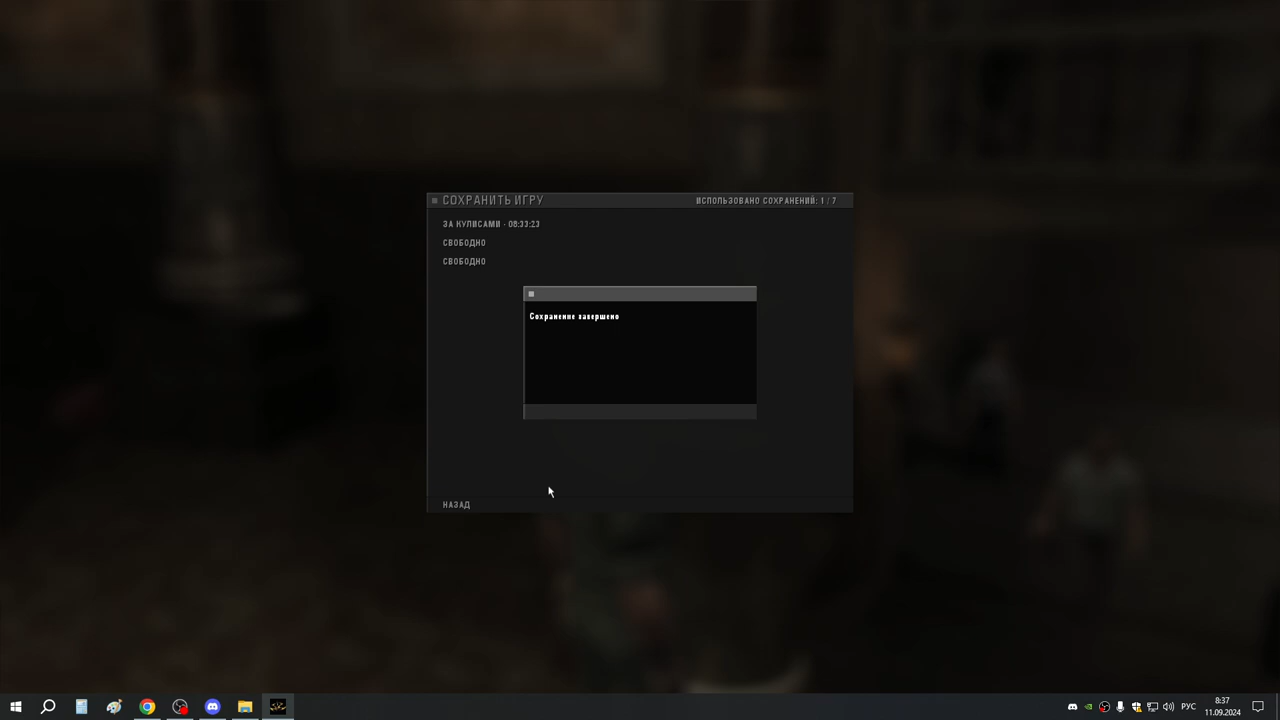 СОХРАНИТЬ ИГРУ
ИСПОЛЬЗОВАНО СОХРАНЕНИЙ: 1 / 7
ЗА КУЛИСАМИ - 08:33:23
СВОБОДНО
СВОБОДНО
Сохранение завершено
НАЗАД
РУС
8:37
11.09.2024